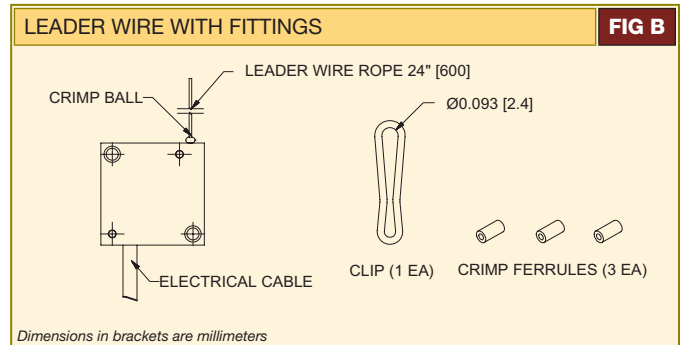 LEADER WIRE WITH FITTINGS
FIG B
LEADER WIRE ROPE 24" [600]
CRIMP BALL
Ø0.093 [2.4]
ELECTRICAL CABLE
CLIP (1 EA)
CRIMP FERRULES (3 EA)
Dimensions in brackets are millimeters